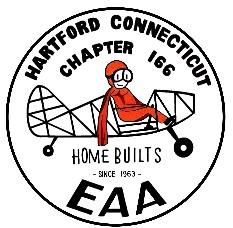 HARTFORD CONNECTICUT
CHAPTER 166
HOME BUILTS
- SINCE 1963 -
EAA